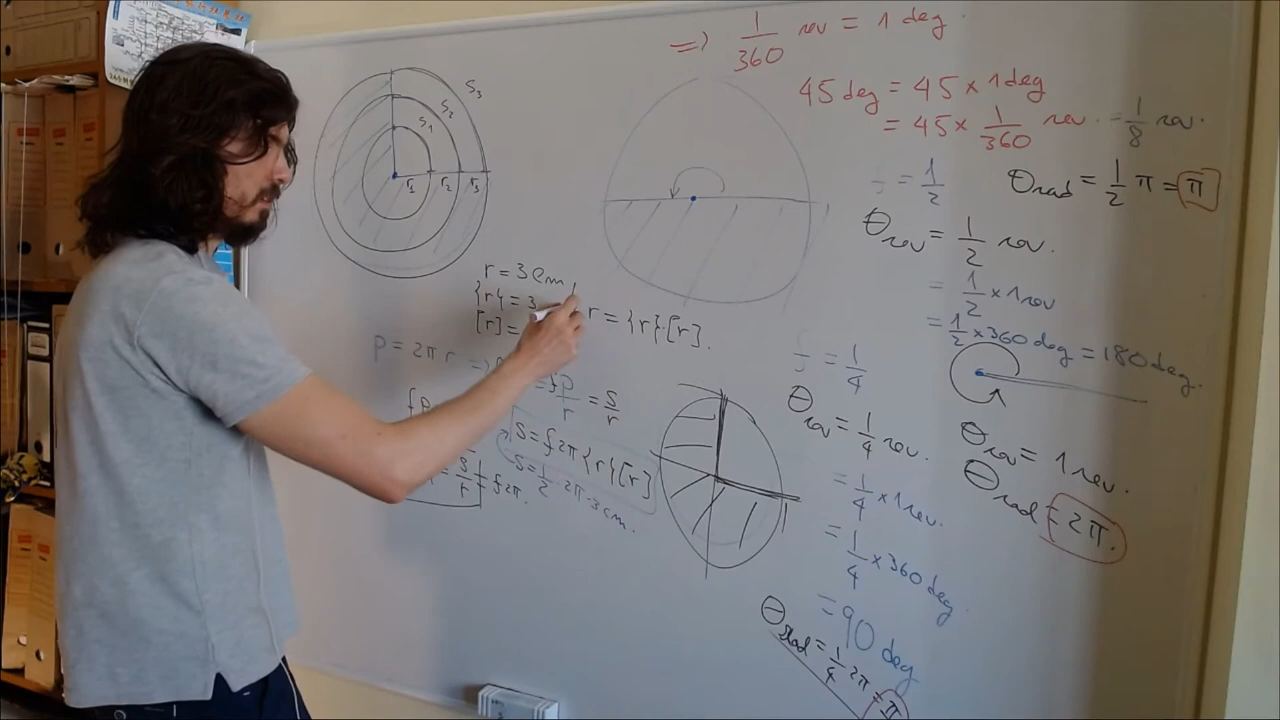 => 1/360 rev = 1 deg
45 deg = 45 × 1 deg
= 45 × 1/360 rev = 1/8 rev.
S3
S2
S1
r1 r2 r3
= 1/2
θrad = 1/2 π = π
θrev = 1/2 rev.
= 1/2 × 1 rev
= 1/2 × 360 deg = 180 deg.
r = 3 cm
{r} = 3
[r] =
r = {r}·[r].
P = 2π r =>
= fP/r = s/r
fP
S = f 2π {r} [r]
S = 1/2 · 2π · 3 cm.
= s/r = f 2π.
= 1/4
θrev = 1/4 rev.
= 1/4 × 1 rev.
= 1/4 × 360 deg.
= 90 deg
θrad = 1/4 2π = π
θrev = 1 rev.
θrad = 2π.